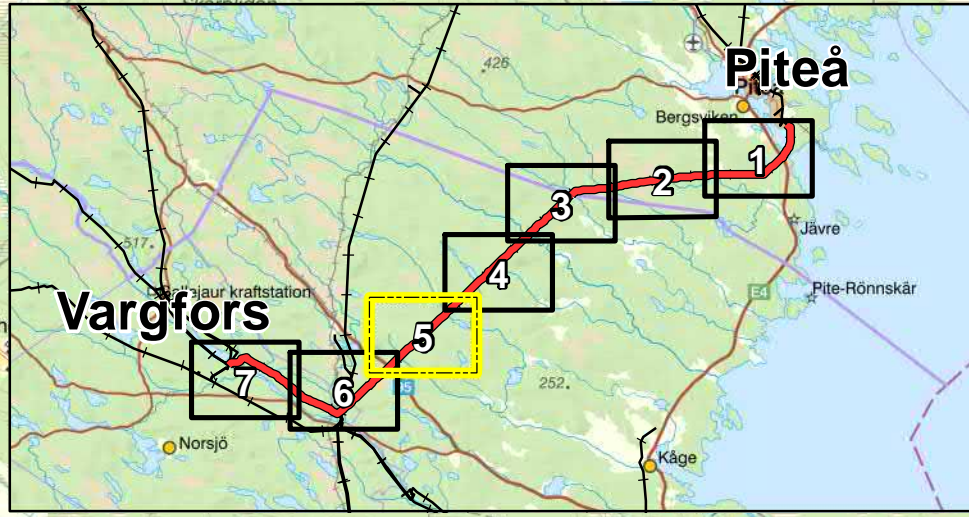 426
Piteå
Bergsviken
1
2
3
Jävre
517.
4
E4
Pite-Rönnskär
kraftstation
Vargfors
5
252.
6
7
Norsjö
Kåge